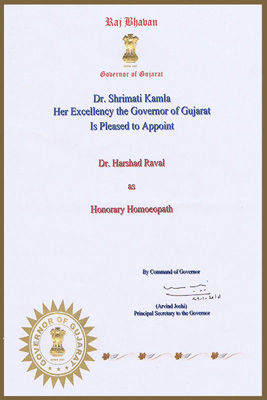 Raj Bhavan
Governor of Gujarat
Dr. Shrimati Kamla
Her Excellency the Governor of Gujarat
Is Pleased to Appoint
Dr. Harshad Raval
as
Honorary Homoeopath
By Command of Governor
(Arvind Joshi)
Principal Secretary to the Governor
GOVERNOR OF GUJARAT